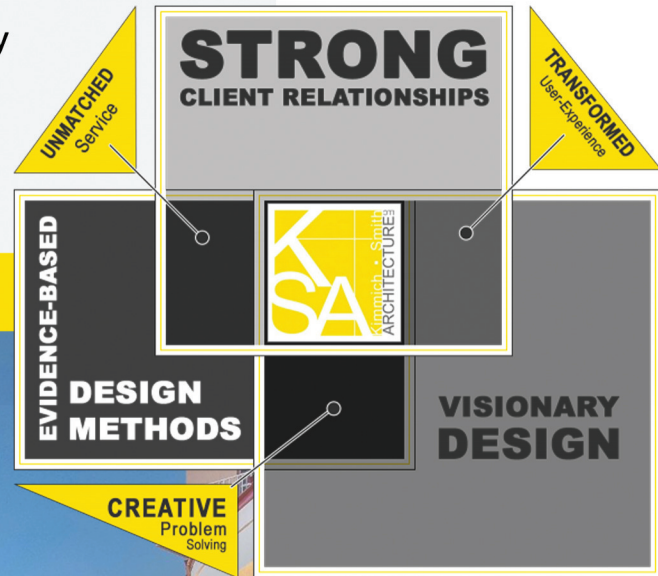 y
STRONG
CLIENT RELATIONSHIPS
UNMATCHED
Service
TRANSFORMED
User-Experience
EVIDENCE-BASED
DESIGN
METHODS
KSA
Kimmich • Smith
ARCHITECTURE
VISIONARY
DESIGN
CREATIVE
Problem
Solving